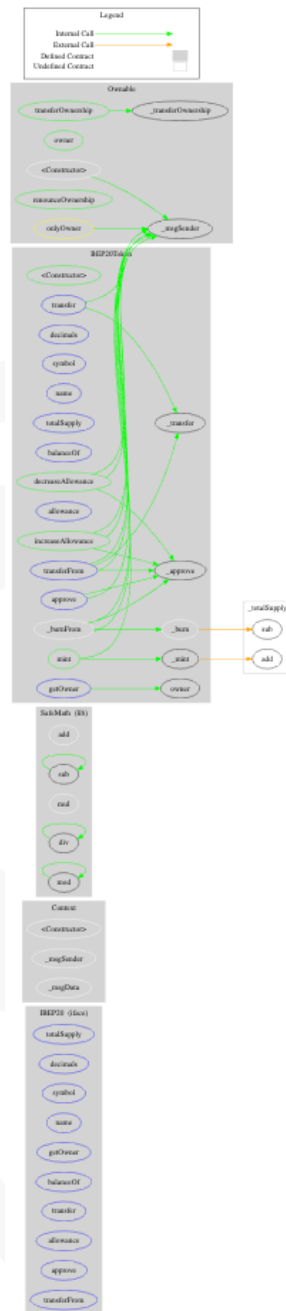 Legend
Internal Call
External Call
Defined Contract
Undefined Contract
Ownable
transferOwnership
_transferOwnership
owner
<Constructor>
renounceOwnership
onlyOwner
_msgSender
BEP20Token
<Constructor>
transfer
decimals
symbol
name
_transfer
totalSupply
balanceOf
decreaseAllowance
allowance
increaseAllowance
transferFrom
_approve
approve
_totalSupply
_burnFrom
_burn
sub
mint
_mint
add
getOwner
owner
SafeMath (lib)
add
sub
mul
div
mod
Context
<Constructor>
_msgSender
_msgData
IBEP20 (iface)
totalSupply
decimals
symbol
name
getOwner
balanceOf
transfer
allowance
approve
transferFrom